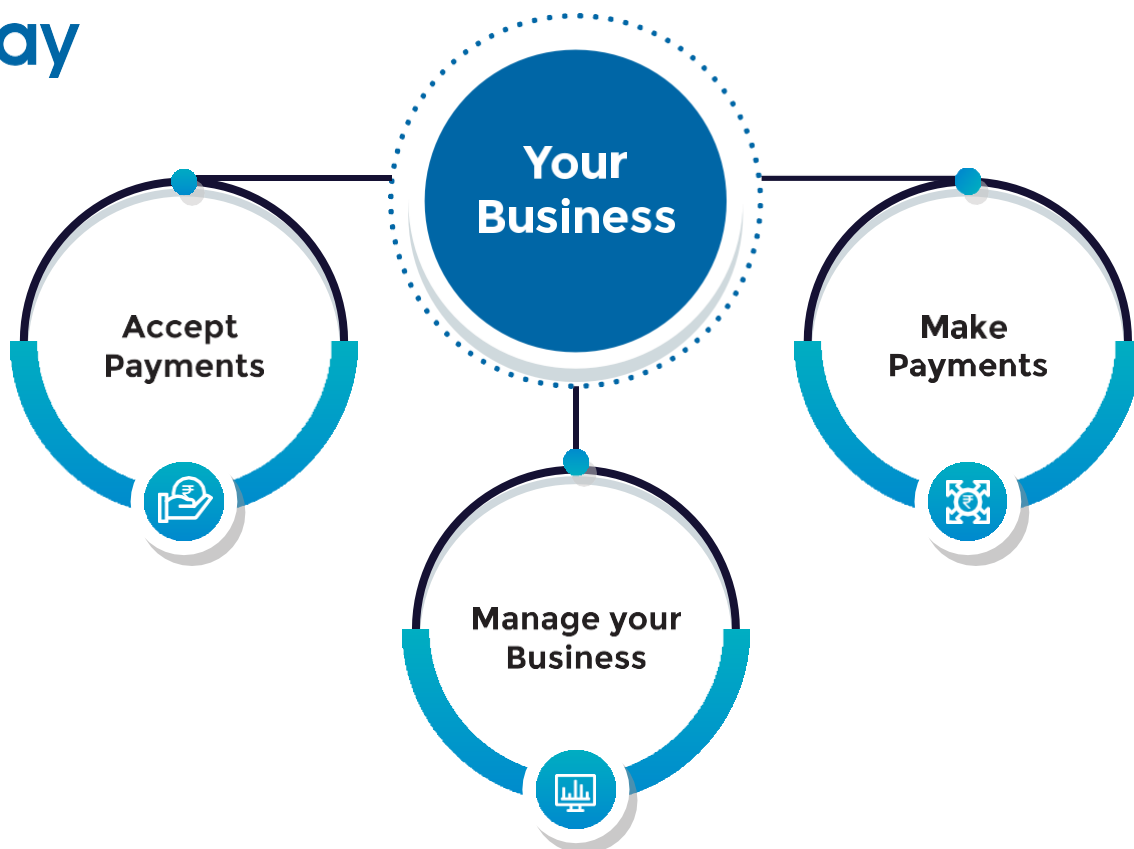 ay
Your
Business
Accept
Payments
Make
Payments
Manage your
Business